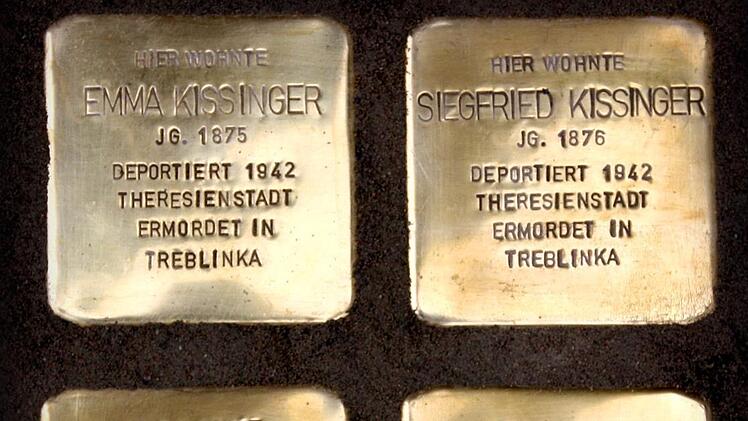 HIER WOHNTE
EMMA KISSINGER
JG. 1875
DEPORTIERT 1942
THERESIENSTADT
ERMORDET IN
TREBLINKA
HIER WOHNTE
SIEGFRIED KISSINGER
JG. 1876
DEPORTIERT 1942
THERESIENSTADT
ERMORDET IN
TREBLINKA